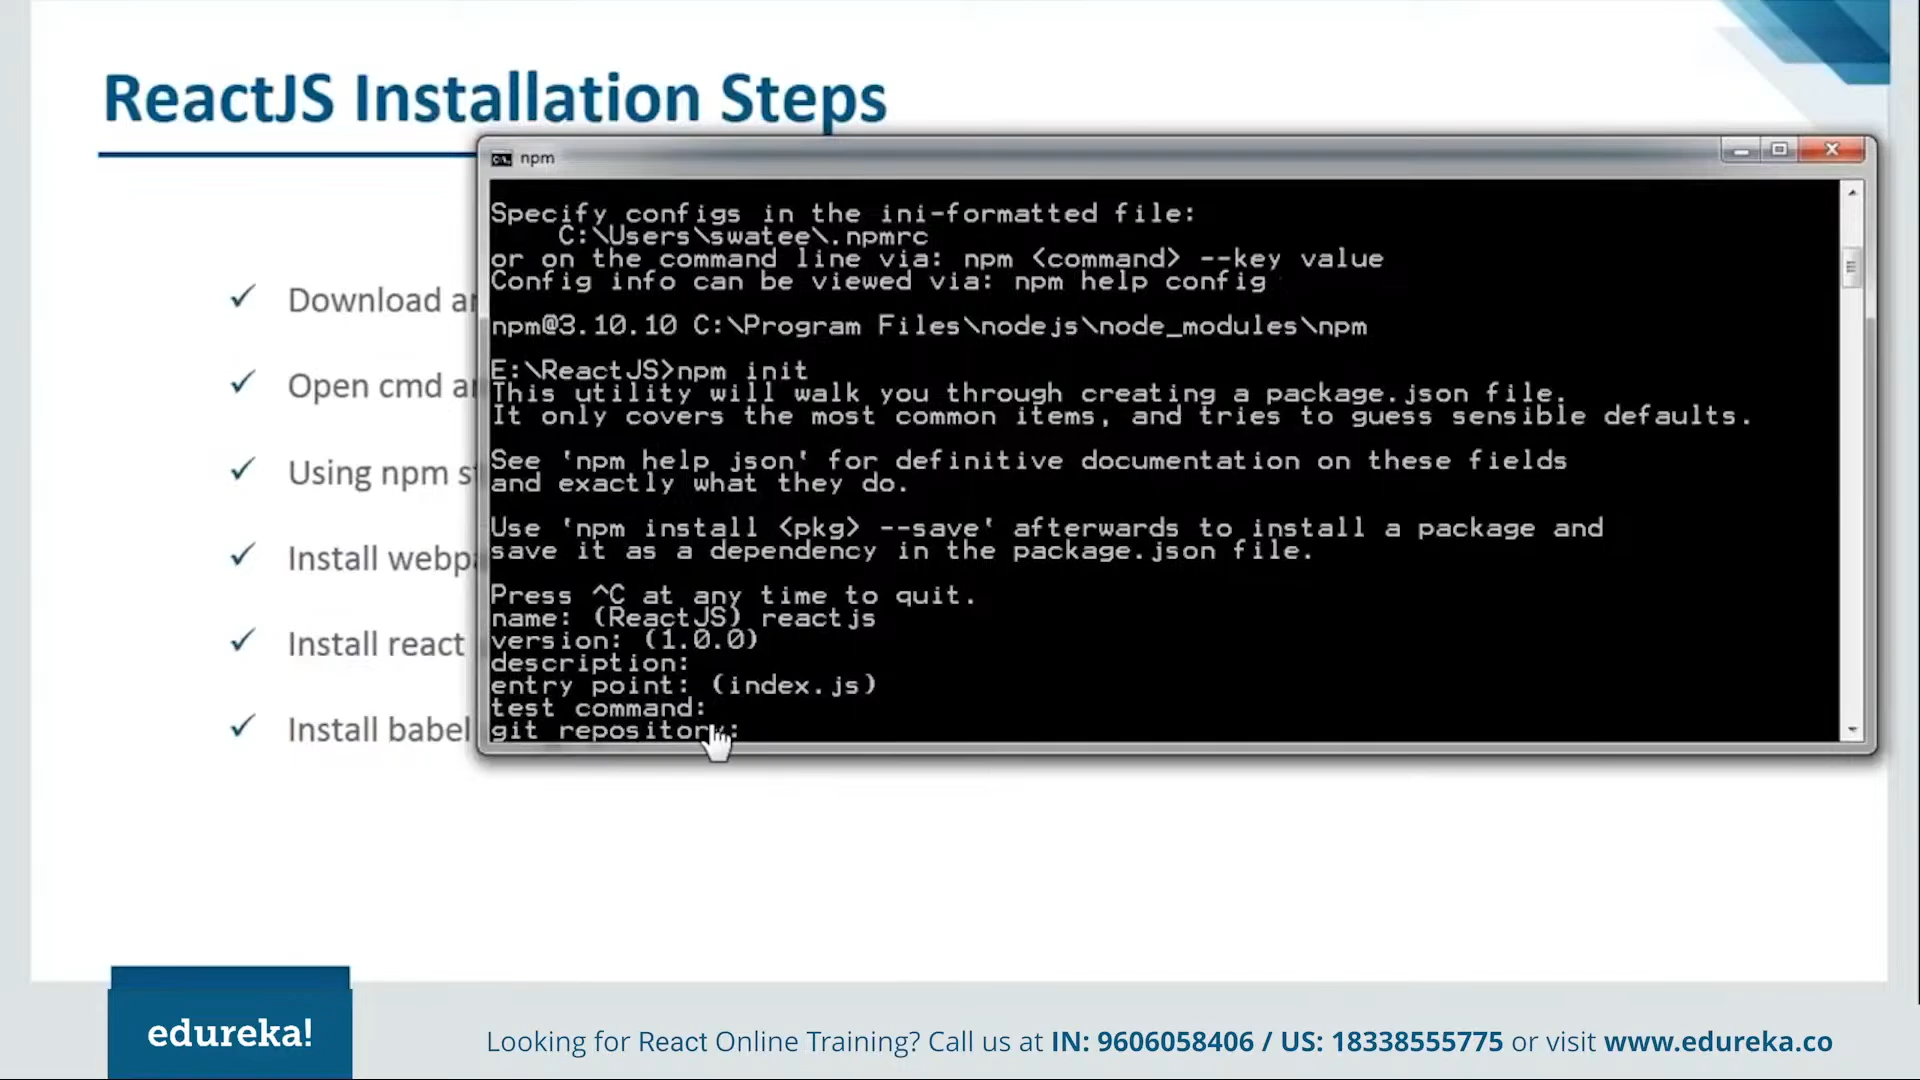 ReactJS Installation Steps
npm
Specify configs in the ini-formatted file:
C:\Users\swatee\.npmrc
or on the command line via: npm <command> --key value
Config info can be viewed via: npm help config
npm@3.10.10 C:\Program Files\nodejs\node_modules\npm
E:\ReactJS>npm init
This utility will walk you through creating a package.json file.
It only covers the most common items, and tries to guess sensible defaults.
See 'npm help json' for definitive documentation on these fields
and exactly what they do.
Use 'npm install <pkg> --save' afterwards to install a package and
save it as a dependency in the package.json file.
Press ^C at any time to quit.
name: (ReactJS) reactjs
version: (1.0.0)
description:
entry point: (index.js)
test command:
git repository:
Download
Open cmd
Using npm
Install
Install react
Install babel
edureka!
Looking for React Online Training? Call us at IN: 9606058406 / US: 18338555775 or visit www.edureka.co